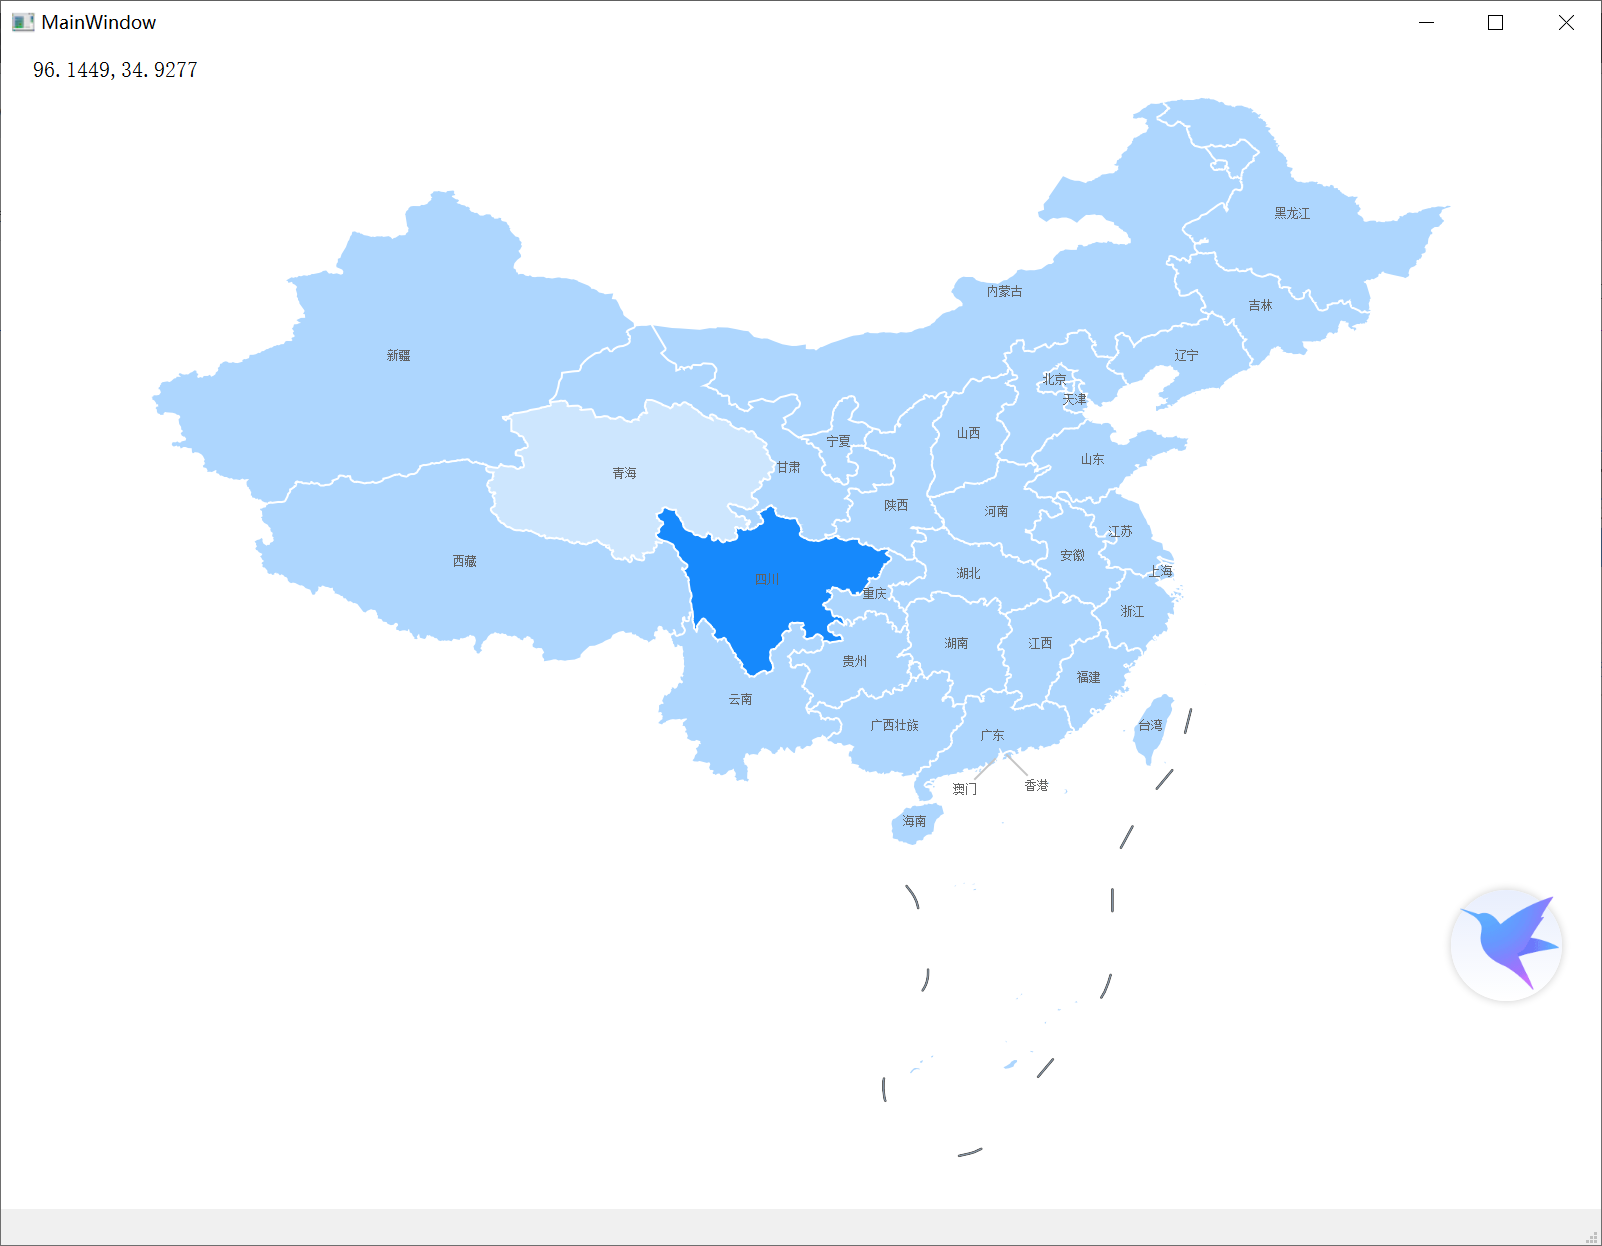 MainWindow
96.1449,34.9277
黑龙江
内蒙古
吉林
新疆
辽宁
北京
天津
山西
宁夏
山东
甘肃
青海
陕西
河南
江苏
安徽
西藏
上海
湖北
四川
重庆
浙江
湖南
江西
贵州
福建
云南
广西壮族
台湾
广东
澳门
香港
海南